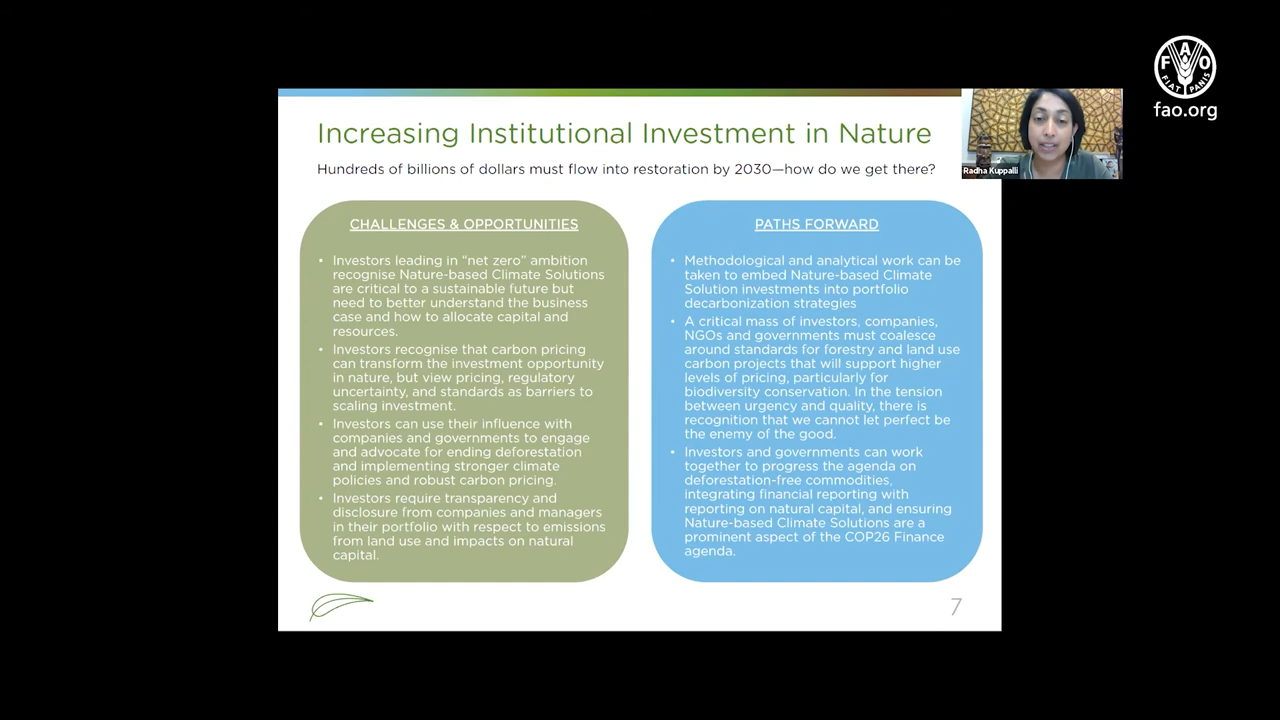 F A O
FIAT PANIS
fao.org
Radha Kuppalli
Increasing Institutional Investment in Nature
Hundreds of billions of dollars must flow into restoration by 2030—how do we get there?
CHALLENGES & OPPORTUNITIES
• Investors leading in “net zero” ambition
recognise Nature-based Climate Solutions
are critical to a sustainable future but
need to better understand the business
case and how to allocate capital and
resources.
• Investors recognise that carbon pricing
can transform the investment opportunity
in nature, but view pricing, regulatory
uncertainty, and standards as barriers to
scaling investment.
• Investors can use their influence with
companies and governments to engage
and advocate for ending deforestation
and implementing stronger climate
policies and robust carbon pricing.
• Investors require transparency and
disclosure from companies and managers
in their portfolio with respect to emissions
from land use and impacts on natural
capital.
PATHS FORWARD
• Methodological and analytical work can be
taken to embed Nature-based Climate
Solution investments into portfolio
decarbonization strategies
• A critical mass of investors, companies,
NGOs and governments must coalesce
around standards for forestry and land use
carbon projects that will support higher
levels of pricing, particularly for
biodiversity conservation. In the tension
between urgency and quality, there is
recognition that we cannot let perfect be
the enemy of the good.
• Investors and governments can work
together to progress the agenda on
deforestation-free commodities,
integrating financial reporting with
reporting on natural capital, and ensuring
Nature-based Climate Solutions are a
prominent aspect of the COP26 Finance
agenda.
7